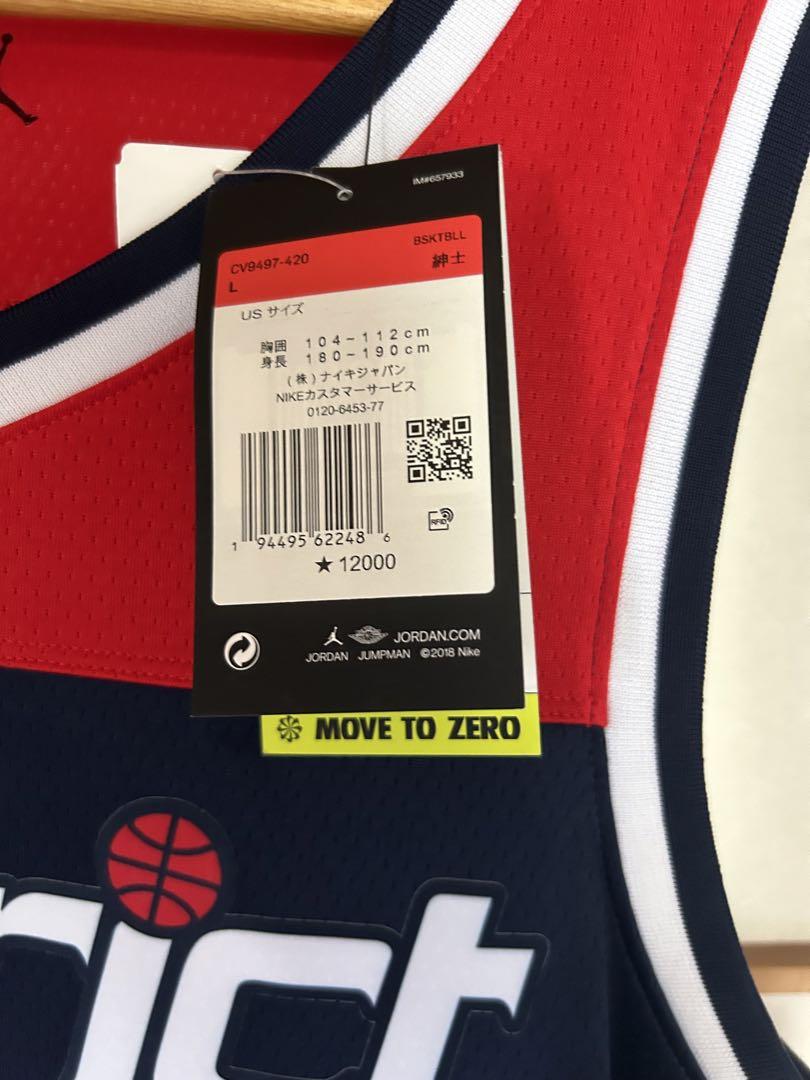 IM#657933
CV9497-420
BSKTBLL
L
紳士
US サイズ
胸囲 104~112cm
身長 180~190cm
(株)ナイキジャパン
NIKEカスタマーサービス
0120-6453-77
RFID
1 94495 62248 6
★12000
JORDAN.COM
JORDAN JUMPMAN ©2018 Nike
MOVE TO ZERO
rict